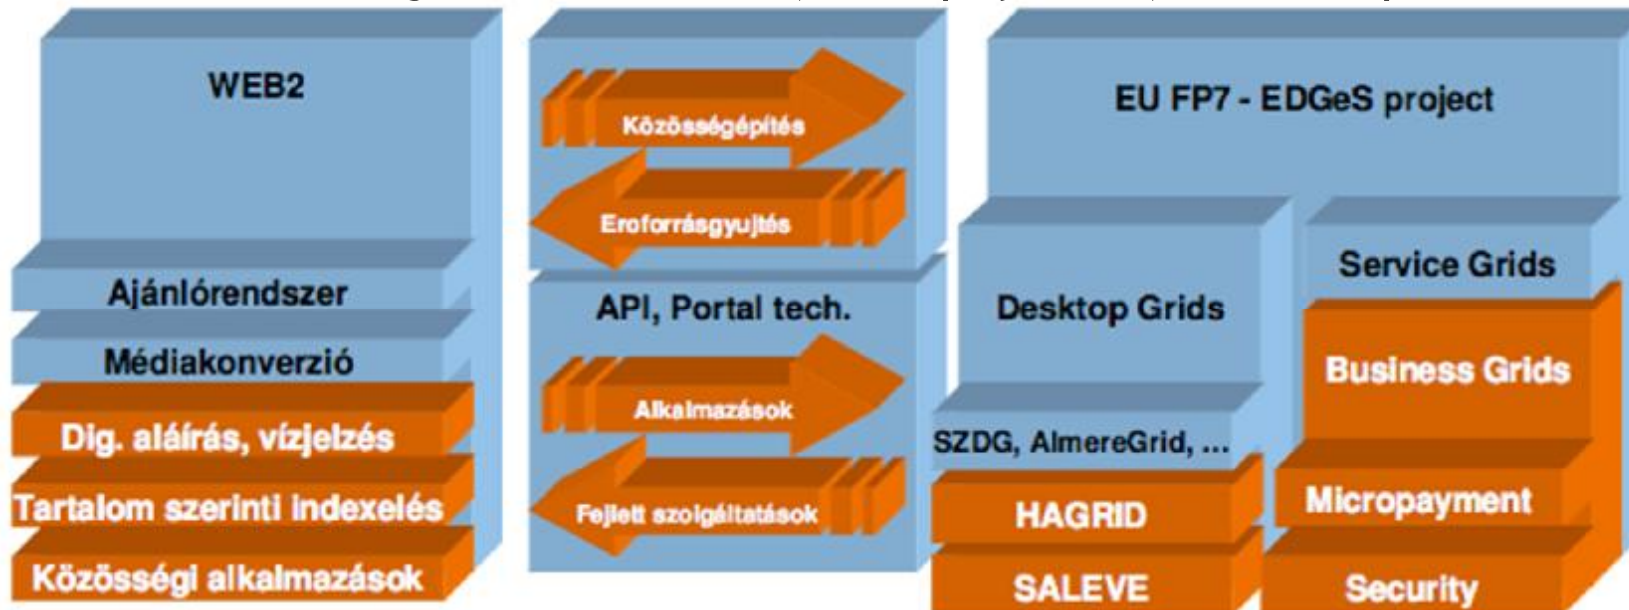 WEB2
Ajánlórendszer
Médiakonverzió
Dig. aláírás, vízjelzés
Tartalom szerinti indexelés
Közösségi alkalmazások
Közösségépítés
Eroforrásgyujtés
API, Portal tech.
Alkalmazások
Fejlett szolgáltatások
EU FP7 - EDGeS project
Desktop Grids
SZDG, AlmereGrid, ...
HAGRID
SALEVE
Service Grids
Business Grids
Micropayment
Security